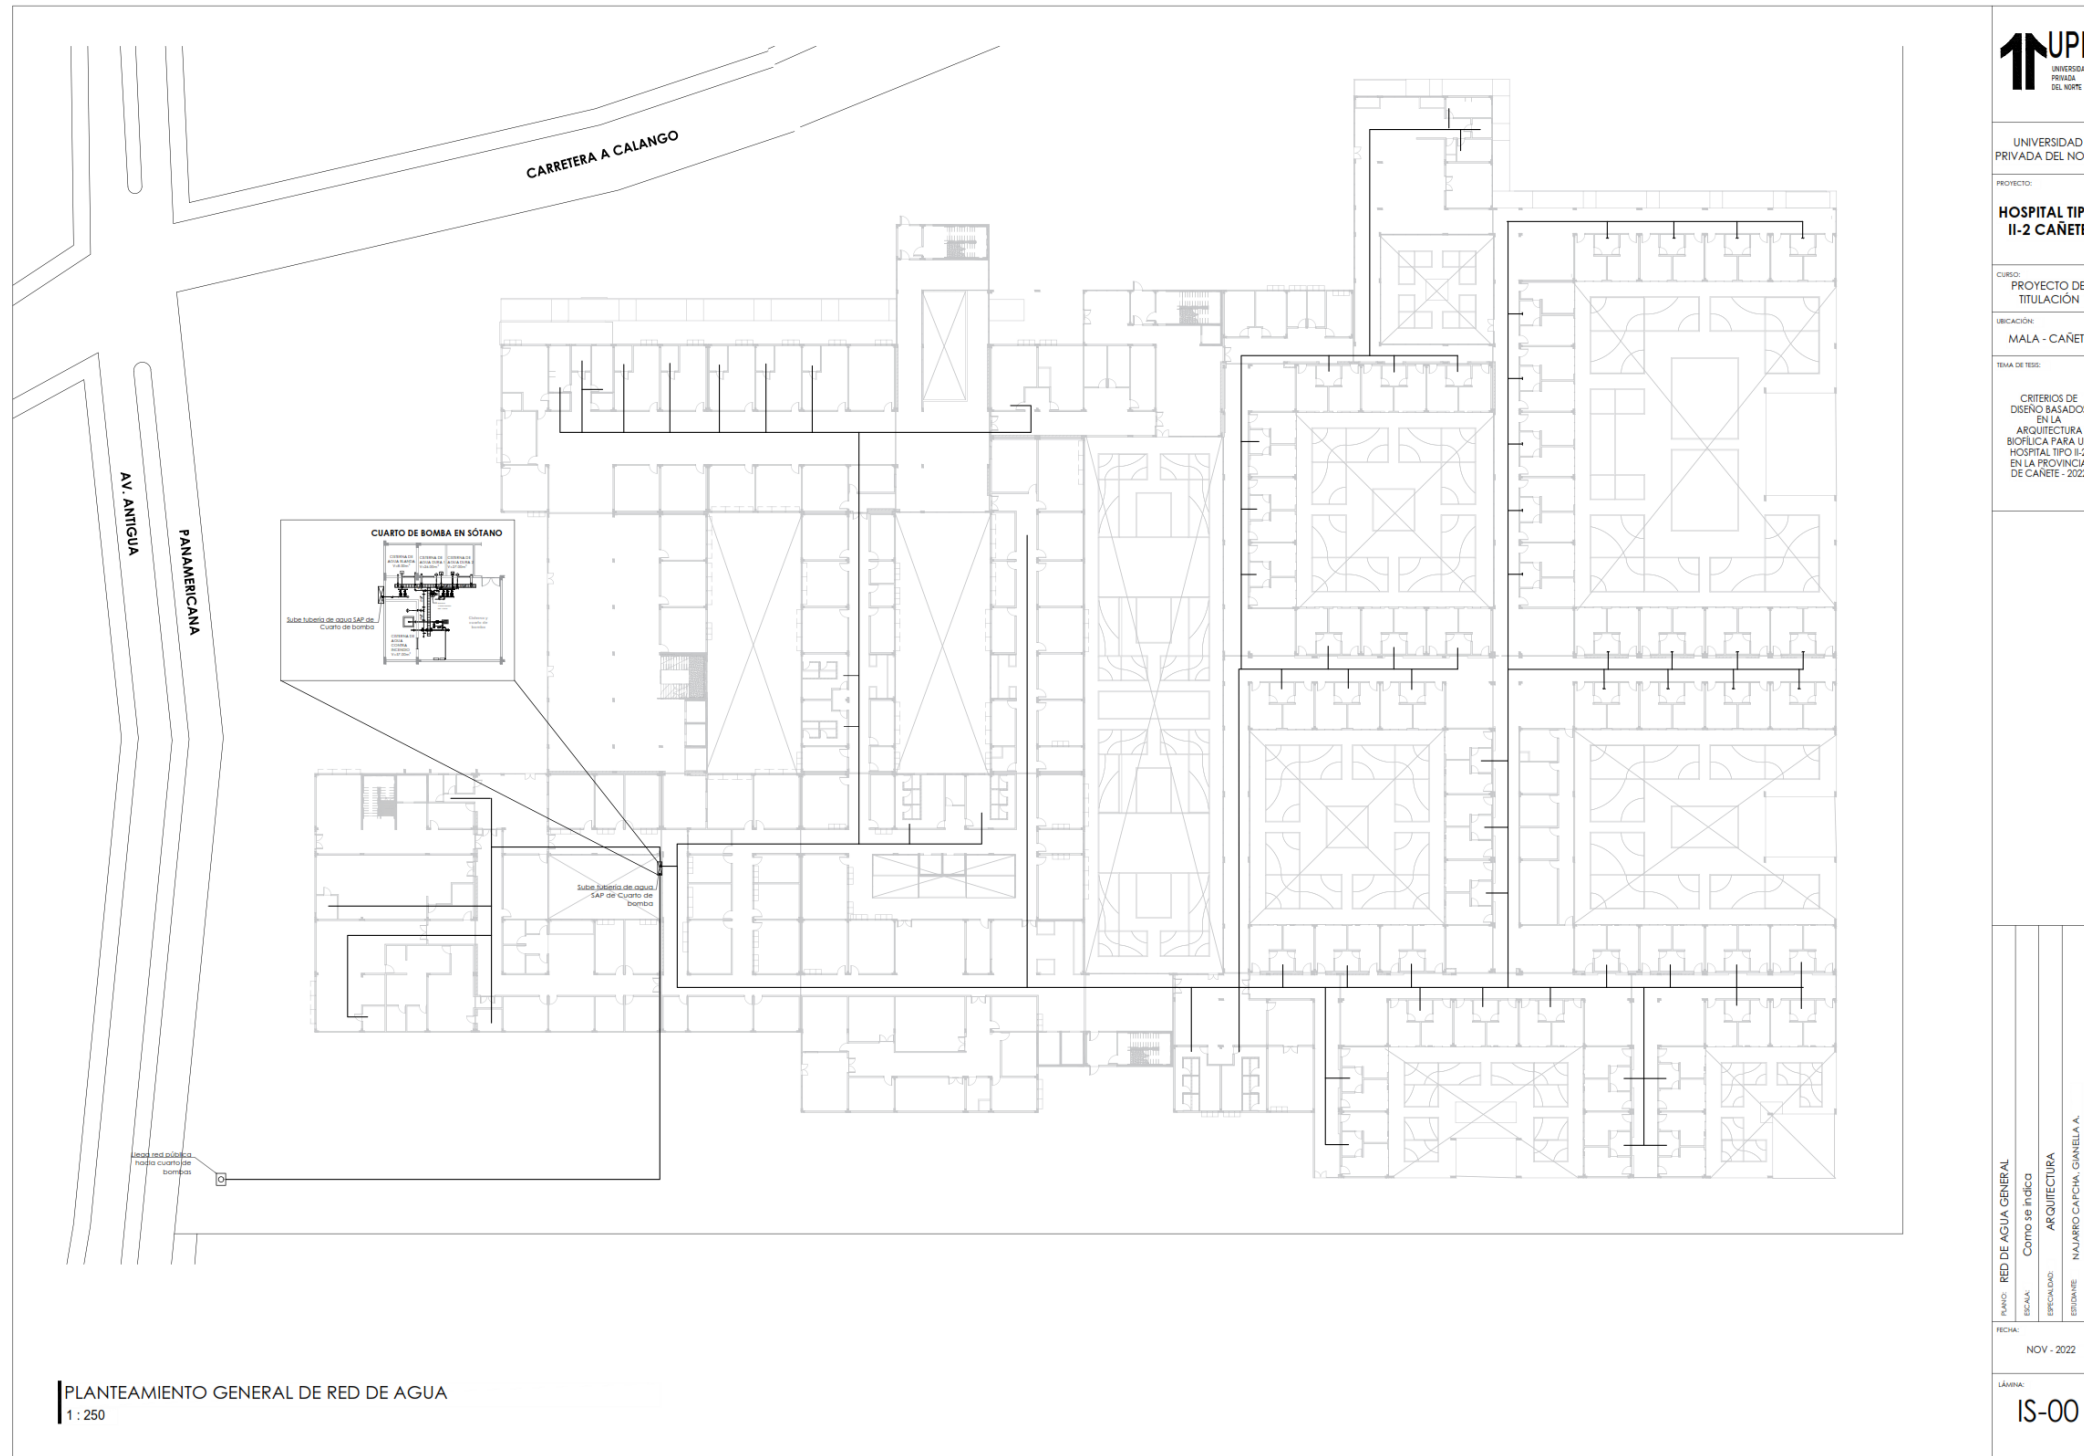 CARRETERA A CALANGO
AV. ANTIGUA
PANAMERICANA
CUARTO DE BOMBA EN SÓTANO
Sube tubería de agua SAP de
Cuarto de bomba
Sube tubería de agua
SAP de Cuarto de
bomba
Llega red pública
hacia cuarto de
bombas
PLANTEAMIENTO GENERAL DE RED DE AGUA
1 : 250
UPN
UNIVERSIDAD
PRIVADA
DEL NORTE
UNIVERSIDAD
PRIVADA DEL NO
PROYECTO:
HOSPITAL TIP
II-2 CAÑETE
CURSO:
PROYECTO DE
TITULACIÓN
UBICACIÓN:
MALA - CAÑET
TEMA DE TESIS:
CRITERIOS DE
DISEÑO BASADOS
EN LA
ARQUITECTURA
BIOFÍLICA PARA U
HOSPITAL TIPO II-2
EN LA PROVINCIA
DE CAÑETE - 2022
PLANO: RED DE AGUA GENERAL
ESCALA: Como se indica
ESPECIALIDAD: ARQUITECTURA
ESTUDIANTE: NAJARRO CAPCHA, GIANELLA A.
FECHA:
NOV - 2022
LÁMINA:
IS-00